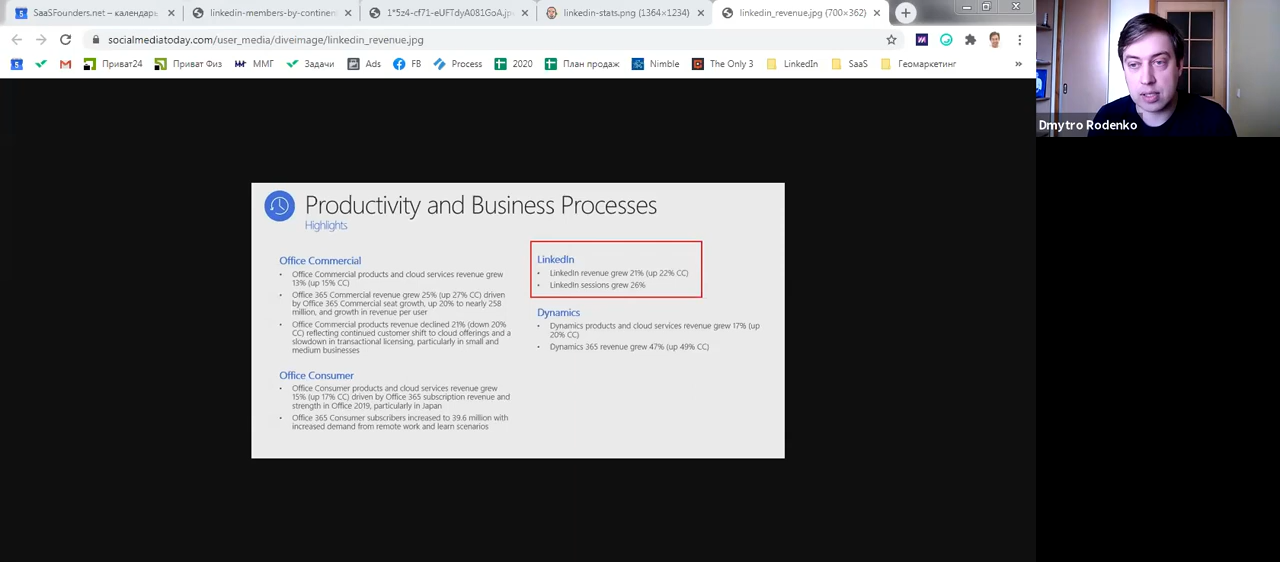 SaaSFounders.net – календарь
linkedin-members-by-continent
1*5z4-cf71-eUFTdyA081GoA.jp
linkedin-stats.png (1364×1234)
linkedin_revenue.jpg (700×362)
socialmediatoday.com/user_media/diveimage/linkedin_revenue.jpg
Приват24
Приват Физ
ММГ
Задачи
Ads
FB
Process
2020
План продаж
Nimble
The Only 3
LinkedIn
SaaS
Геомаркетинг
»
Dmytro Rodenko
Productivity and Business Processes
Highlights
Office Commercial
• Office Commercial products and cloud services revenue grew
13% (up 15% CC)
• Office 365 Commercial revenue grew 25% (up 27% CC) driven
by Office 365 Commercial seat growth, up 20% to nearly 258
million, and growth in revenue per user
• Office Commercial products revenue declined 21% (down 20%
CC) reflecting continued customer shift to cloud offerings and a
slowdown in transactional licensing, particularly in small and
medium businesses
Office Consumer
• Office Consumer products and cloud services revenue grew
15% (up 17% CC) driven by Office 365 subscription revenue and
strength in Office 2019, particularly in Japan
• Office 365 Consumer subscribers increased to 39.6 million with
increased demand from remote work and learn scenarios
LinkedIn
• LinkedIn revenue grew 21% (up 22% CC)
• LinkedIn sessions grew 26%
Dynamics
• Dynamics products and cloud services revenue grew 17% (up
20% CC)
• Dynamics 365 revenue grew 47% (up 49% CC)